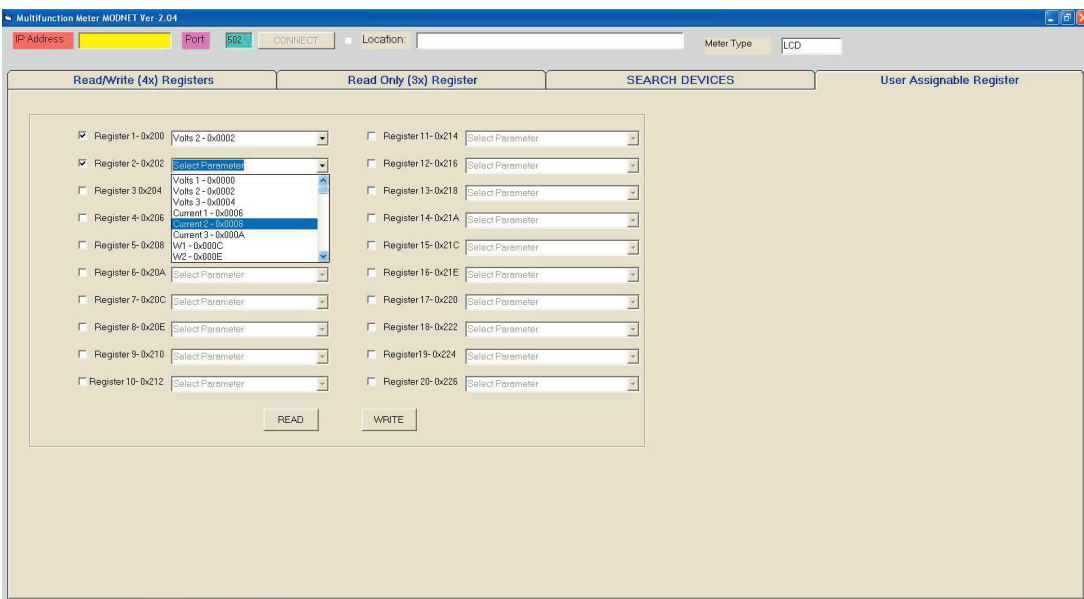 Multifunction Meter MODNET Ver-2.04
IP Address Port 502 CONNECT Location: Meter Type LCD
Read/Write (4x) Registers Read Only (3x) Register SEARCH DEVICES User Assignable Register
Register 1- 0x200 Volts 2 - 0x0002 Register 11- 0x214 Select Parameter
Register 2- 0x202 Select Parameter Register 12- 0x216 Select Parameter
Volts 1 - 0x0000
Register 3 0x204 Volts 2 - 0x0002 Register 13- 0x218 Select Parameter
Volts 3 - 0x0004
Current 1 - 0x0006
Register 4- 0x206 Current 2 - 0x0008 Register 14- 0x21A Select Parameter
Current 3 - 0x000A
Register 5- 0x208 W1 - 0x000C Register 15- 0x21C Select Parameter
W2 - 0x000E
Register 6- 0x20A Select Parameter Register 16- 0x21E Select Parameter
Register 7- 0x20C Select Parameter Register 17- 0x220 Select Parameter
Register 8- 0x20E Select Parameter Register 18- 0x222 Select Parameter
Register 9- 0x210 Select Parameter Register19- 0x224 Select Parameter
Register 10- 0x212 Select Parameter Register 20- 0x226 Select Parameter
READ WRITE